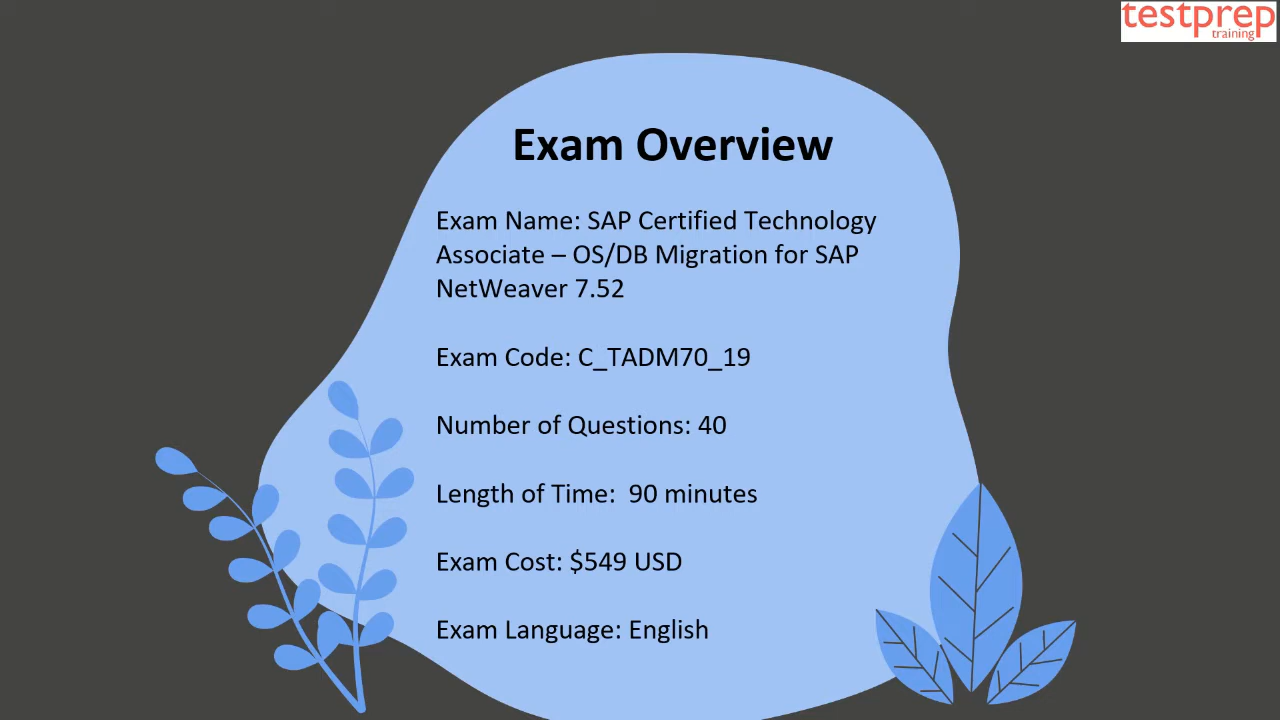 testprep
training
Exam Overview
Exam Name: SAP Certified Technology
Associate – OS/DB Migration for SAP
NetWeaver 7.52
Exam Code: C_TADM70_19
Number of Questions: 40
Length of Time:  90 minutes
Exam Cost: $549 USD
Exam Language: English